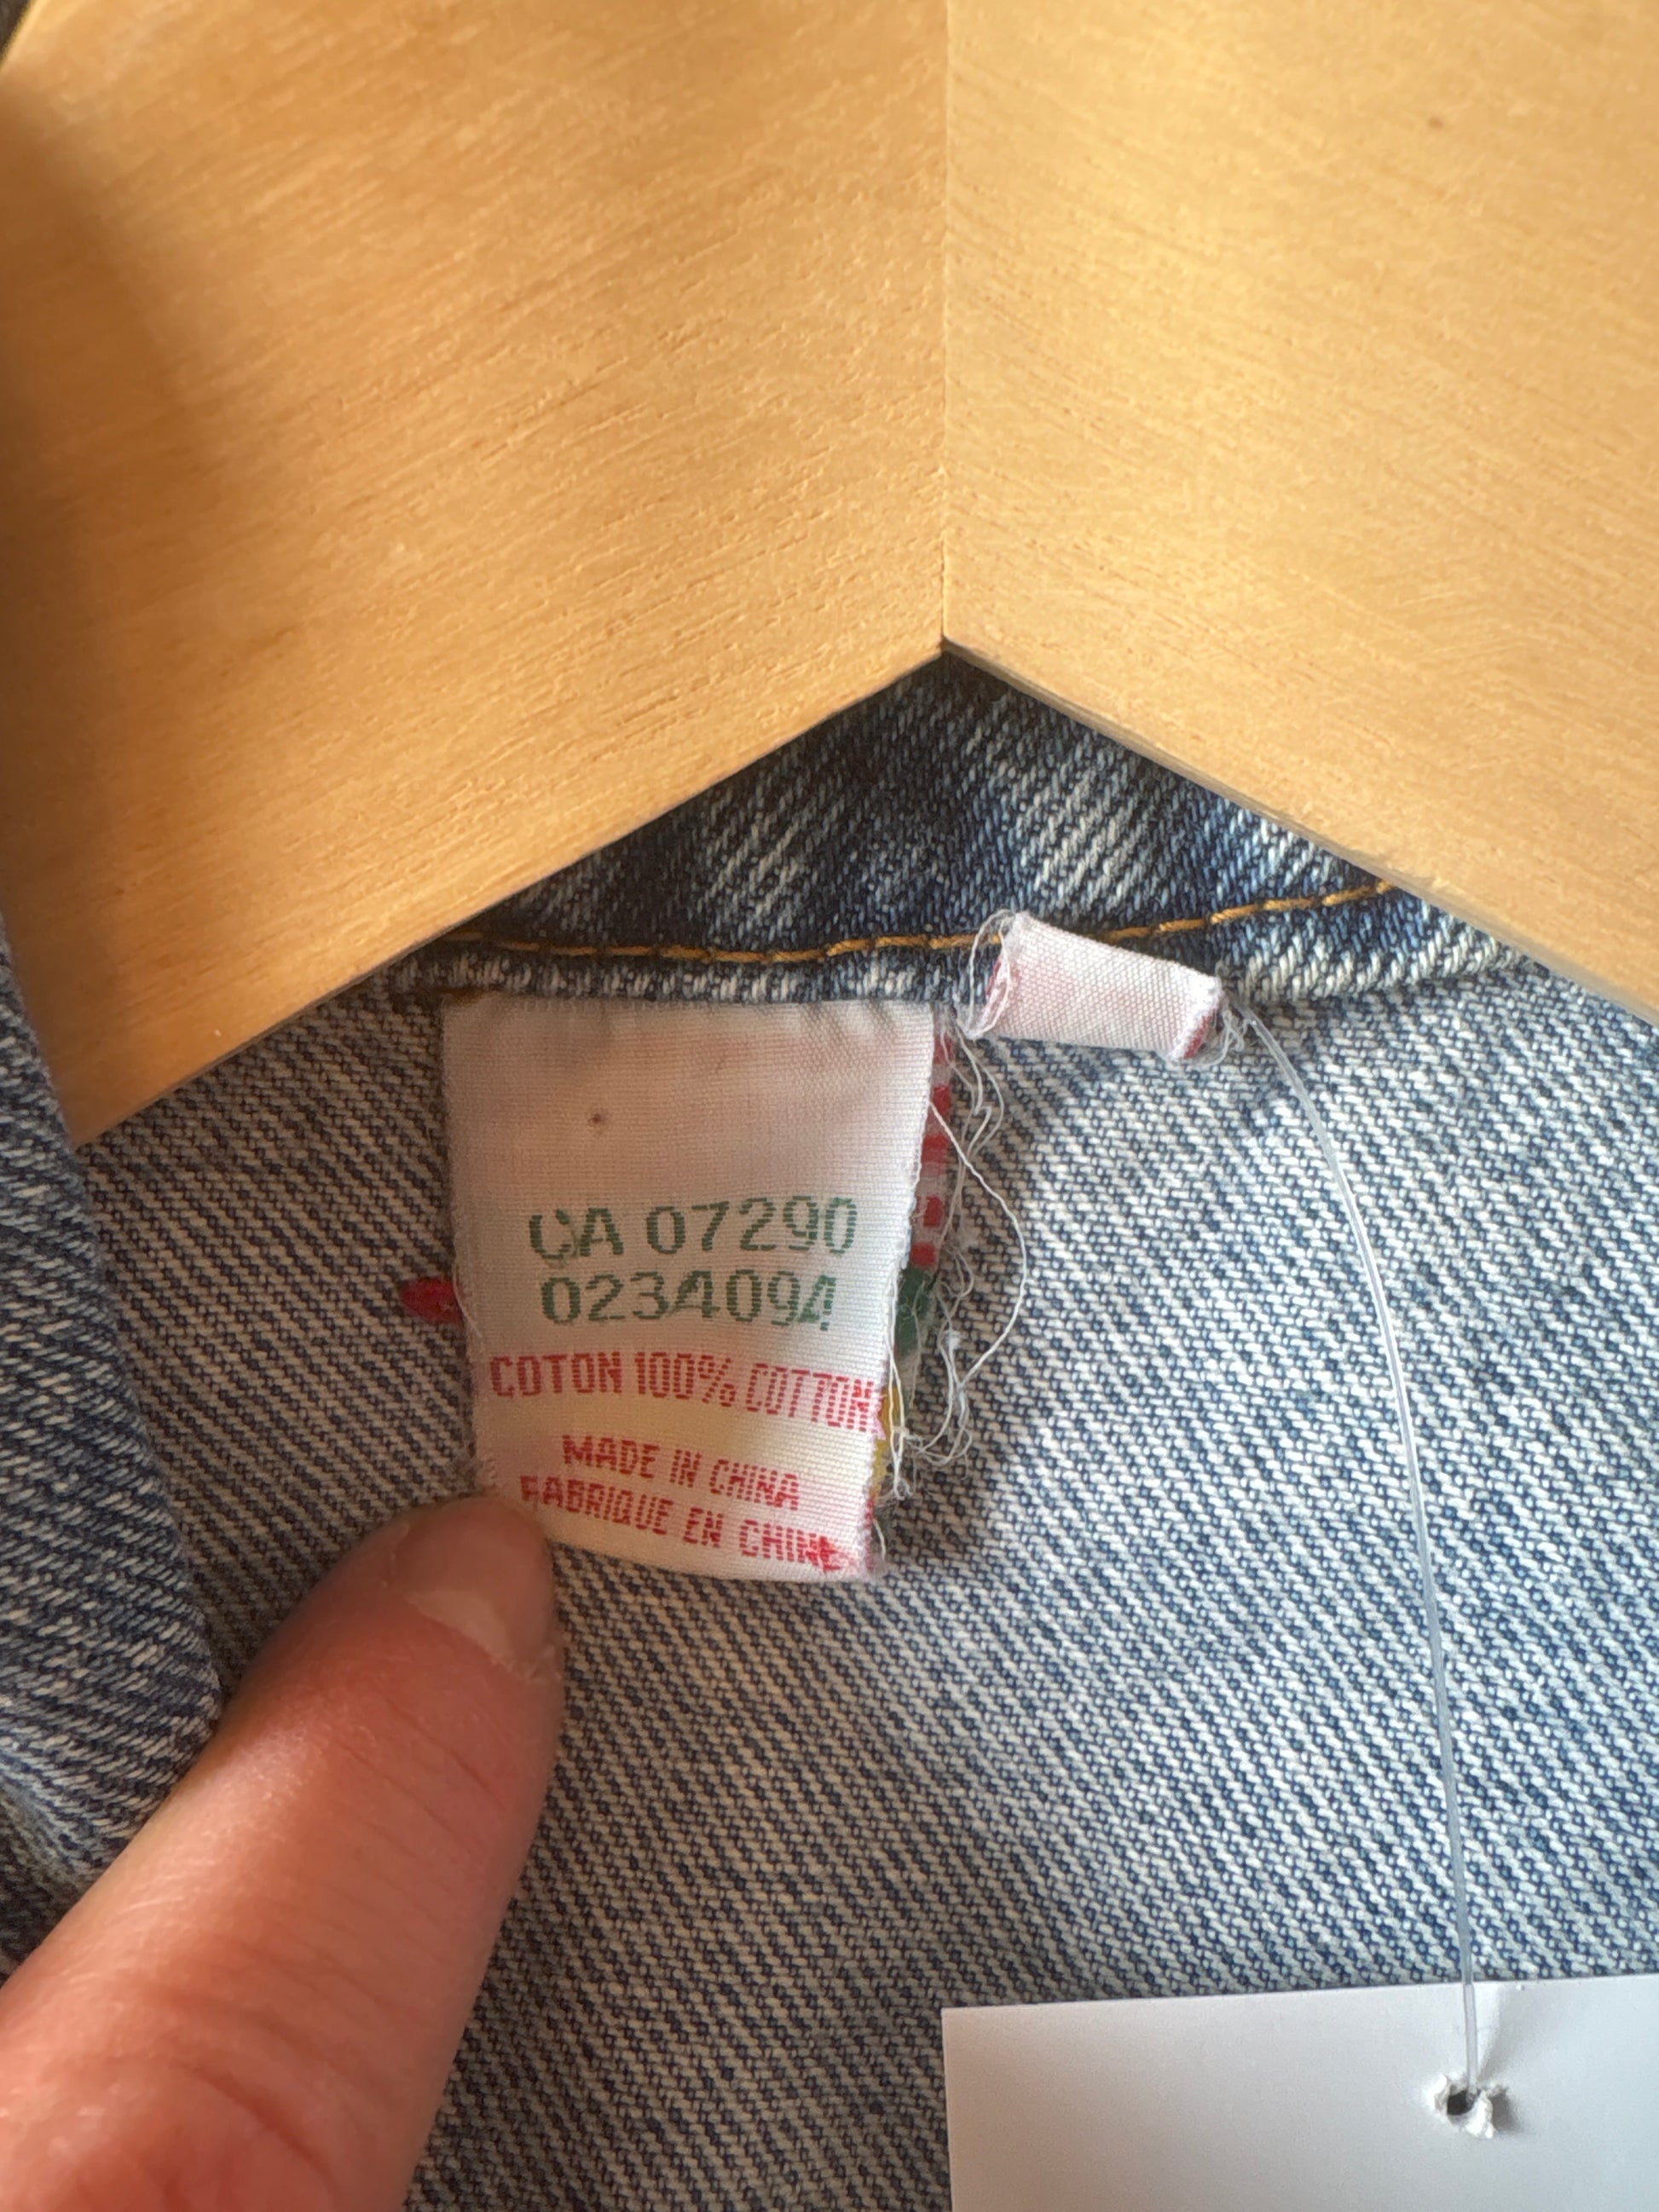 CA 07290
0234094
COTON 100% COTTON
MADE IN CHINA
FABRIQUE EN CHINE